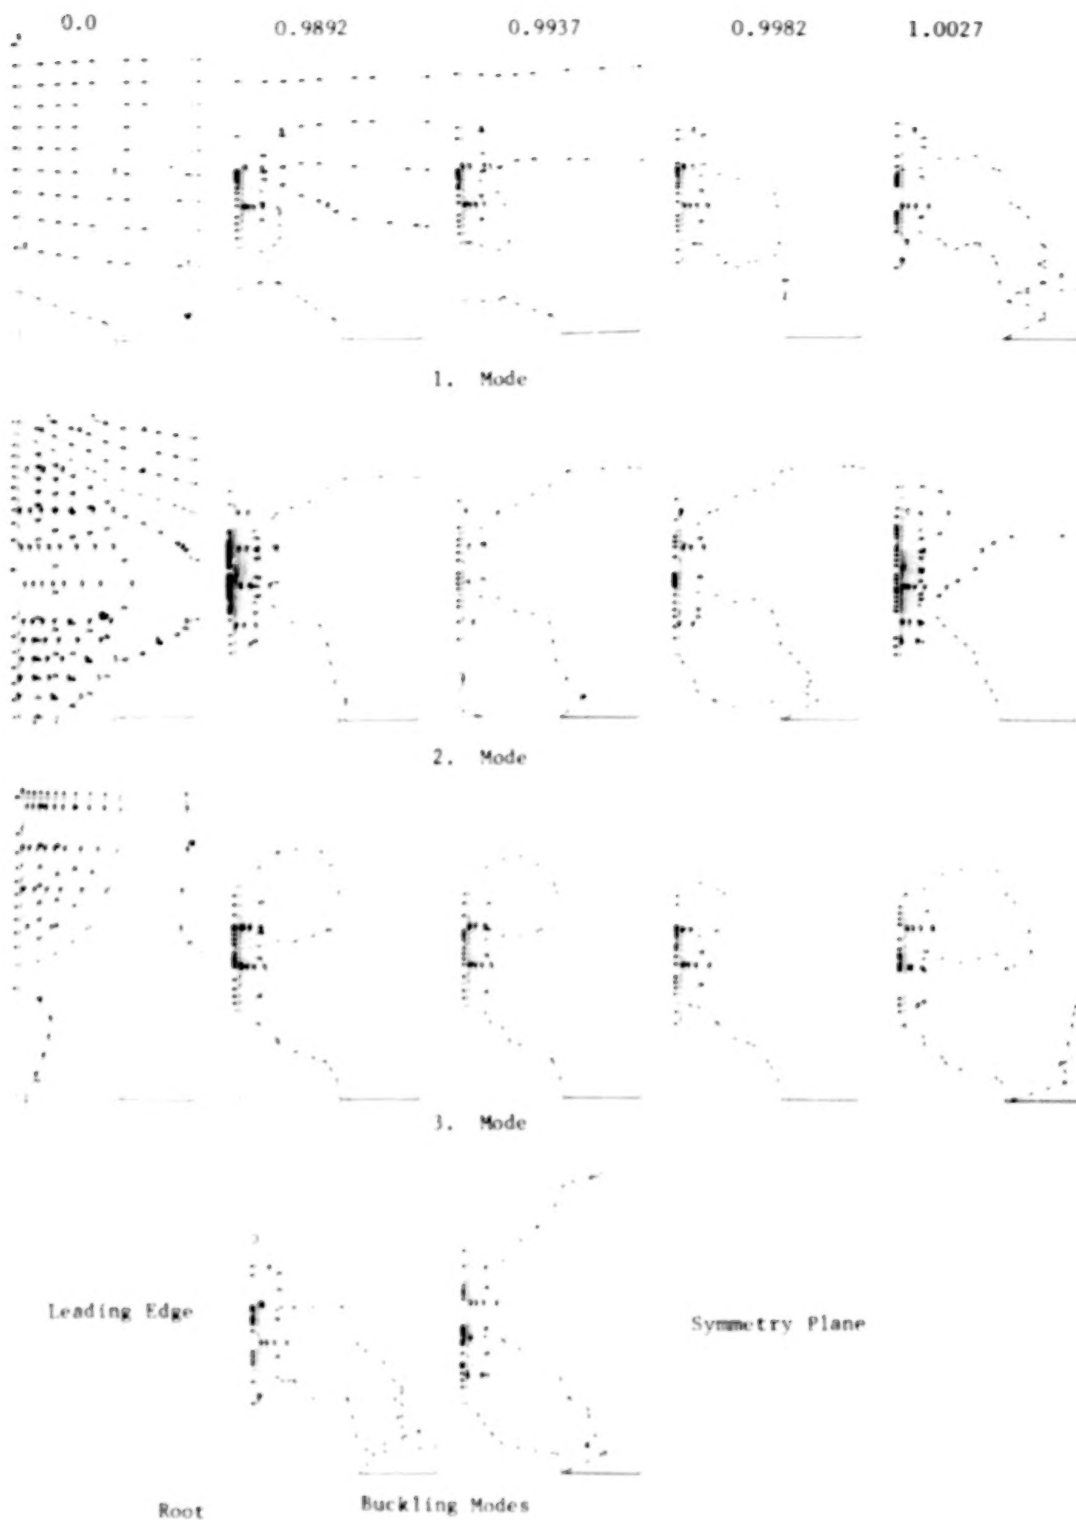 0.0 0.9892 0.9937 0.9982 1.0027
1. Mode
2. Mode
3. Mode
Leading Edge
Symmetry Plane
Root
Buckling Modes